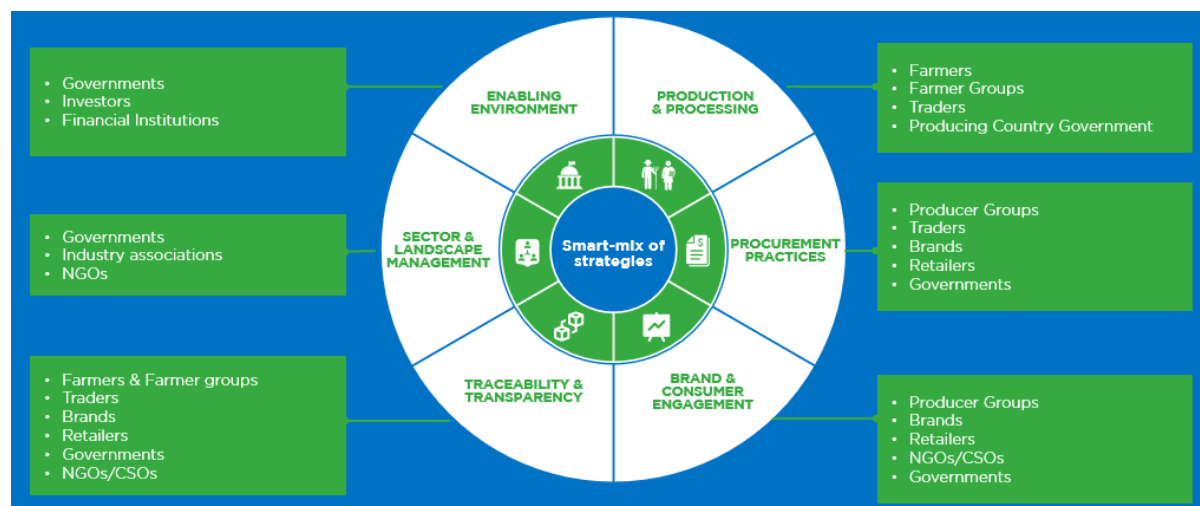 • Governments
• Investors
• Financial Institutions
• Governments
• Industry associations
• NGOs
• Farmers & Farmer groups
• Traders
• Brands
• Retailers
• Governments
• NGOs/CSOs
ENABLING
ENVIRONMENT
PRODUCTION
& PROCESSING
SECTOR &
LANDSCAPE
MANAGEMENT
Smart-mix of
strategies
PROCUREMENT
PRACTICES
TRACEABILITY &
TRANSPARENCY
BRAND &
CONSUMER
ENGAGEMENT
• Farmers
• Farmer Groups
• Traders
• Producing Country Government
• Producer Groups
• Traders
• Brands
• Retailers
• Governments
• Producer Groups
• Brands
• Retailers
• NGOs/CSOs
• Governments